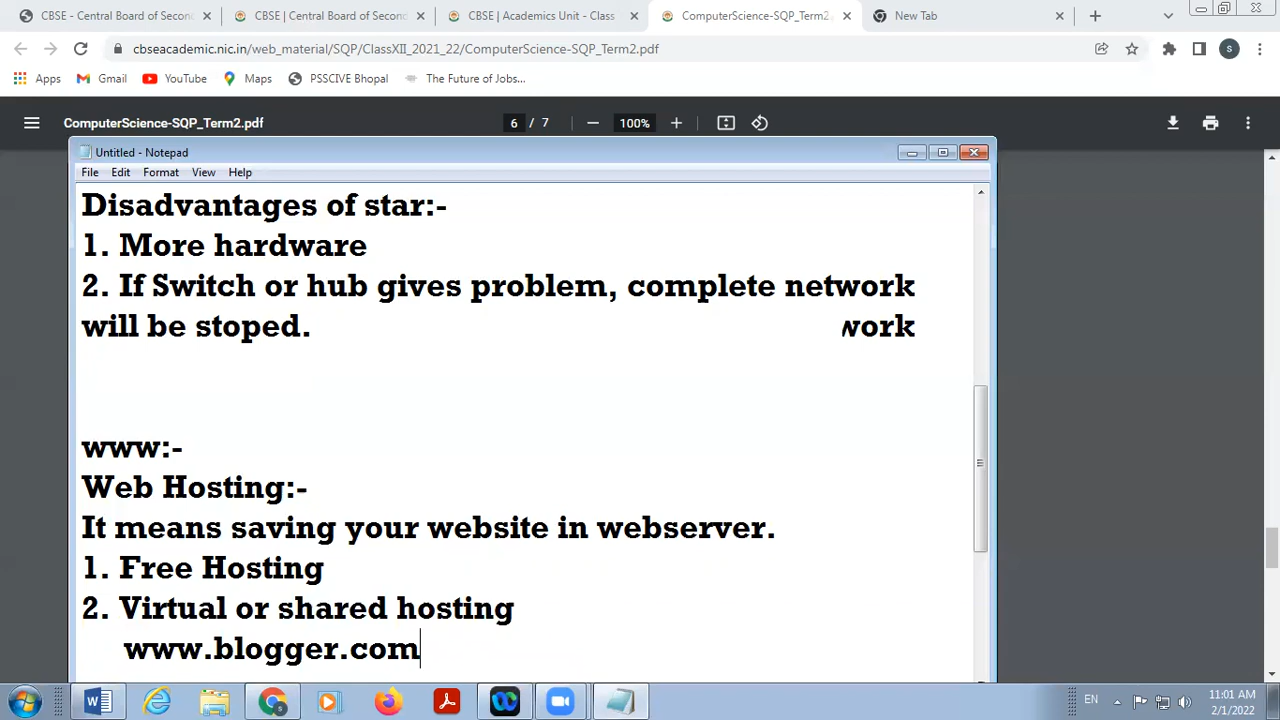 CBSE - Central Board of Second
CBSE | Central Board of Second
CBSE | Academics Unit - Class
ComputerScience-SQP_Term2.
New Tab
cbseacademic.nic.in/web_material/SQP/ClassXII_2021_22/ComputerScience-SQP_Term2.pdf
S
Apps
Gmail
YouTube
Maps
PSSCIVE Bhopal
The Future of Jobs...
ComputerScience-SQP_Term2.pdf
6 / 7
100%
Untitled - Notepad
File Edit Format View Help
Disadvantages of star:-
1. More hardware
2. If Switch or hub gives problem, complete network
will be stoped. work
www:-
Web Hosting:-
It means saving your website in webserver.
1. Free Hosting
2. Virtual or shared hosting
www.blogger.com
EN
11:01 AM
2/1/2022